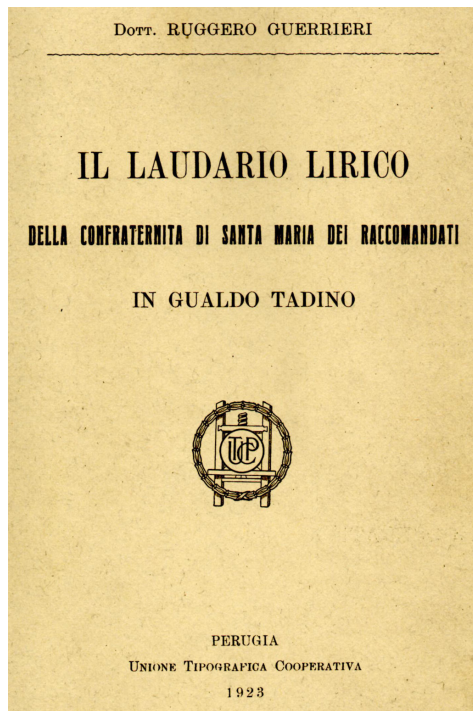 Dott. RUGGERO GUERRIERI
IL LAUDARIO LIRICO
DELLA CONFRATERNITA DI SANTA MARIA DEI RACCOMANDATI
IN GUALDO TADINO
UTCP
PERUGIA
Unione Tipografica Cooperativa
1923